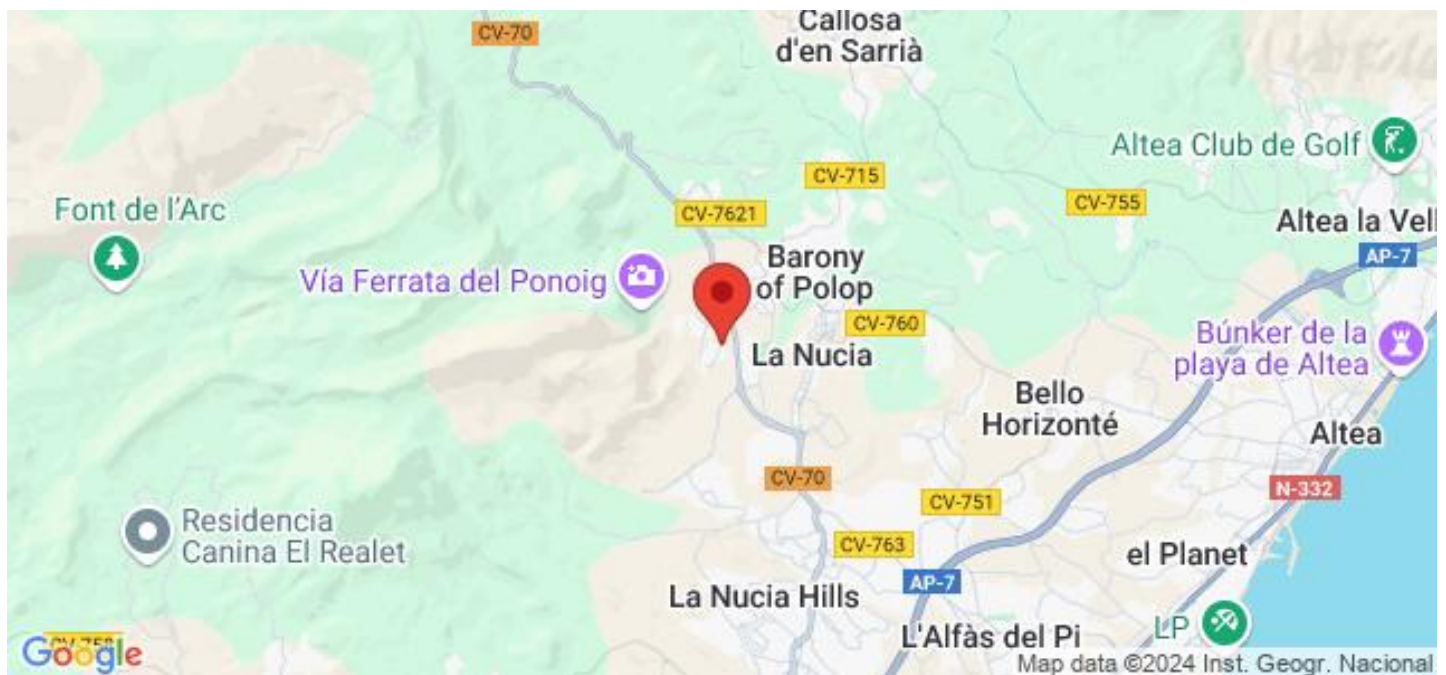 CV-70
Callosa
d'en Sarrià
Altea Club de Golf
CV-715
CV-755
Font de l'Arc
CV-7621
Altea la Vell
AP-7
Barony
of Polop
Vía Ferrata del Ponoig
CV-760
Búnker de la
playa de Altea
La Nucia
Bello
Horizonté
Altea
CV-70
N-332
CV-751
Residencia
Canina El Realet
CV-763
el Planet
AP-7
La Nucia Hills
L'Alfàs del Pi
LP
CV-758
Google
Map data ©2024 Inst. Geogr. Nacional